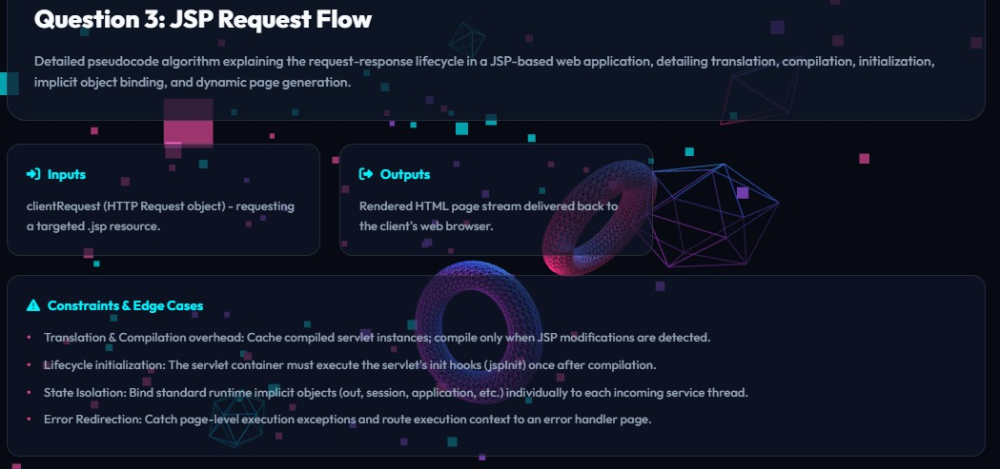 Question 3: JSP Request Flow
Detailed pseudocode algorithm explaining the request-response lifecycle in a JSP-based web application, detailing translation, compilation, initialization,
implicit object binding, and dynamic page generation.
Inputs
clientRequest (HTTP Request object) - requesting
a targeted .jsp resource.
Outputs
Rendered HTML page stream delivered back to
the client's web browser.
Constraints & Edge Cases
• Translation & Compilation overhead: Cache compiled servlet instances; compile only when JSP modifications are detected.
• Lifecycle initialization: The servlet container must execute the servlet's init hooks (jspInit) once after compilation.
• State Isolation: Bind standard runtime implicit objects (out, session, application, etc.) individually to each incoming service thread.
• Error Redirection: Catch page-level execution exceptions and route execution context to an error handler page.